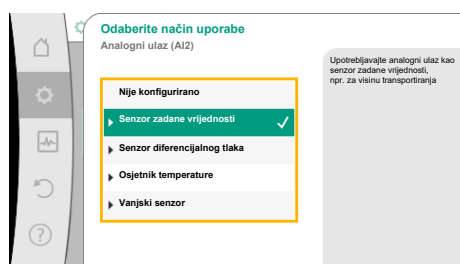 Odaberite način uporabe
Analogni ulaz (AI2)
Nije konfigurirano
Senzor zadane vrijednosti
Senzor diferencijalnog tlaka
Osjetnik temperature
Vanjski senzor
Upotrebljavajte analogni ulaz kao
senzor zadane vrijednosti,
npr. za visinu transportiranja